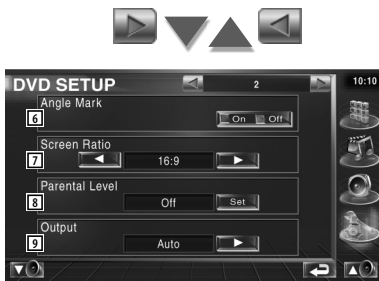 DVD SETUP
2
10:10
Angle Mark
6
On Off
Screen Ratio
7
16:9
Parental Level
8
Off Set
Output
9
Auto